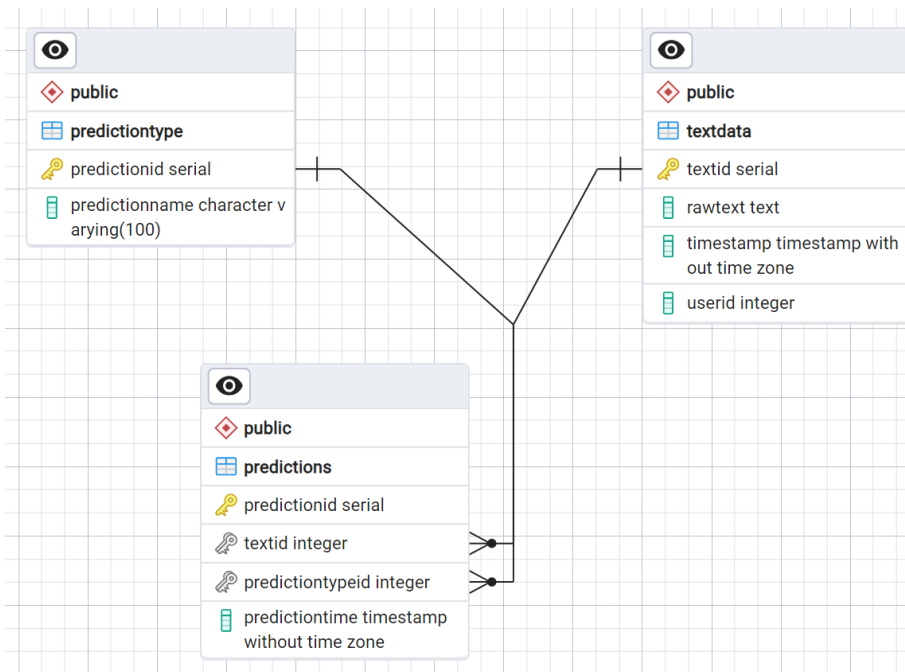 public
predictiontype
predictionid serial
predictionname character v
arying(100)
public
textdata
textid serial
rawtext text
timestamp timestamp with
out time zone
userid integer
public
predictions
predictionid serial
textid integer
predictiontypeid integer
predictiontime timestamp
without time zone